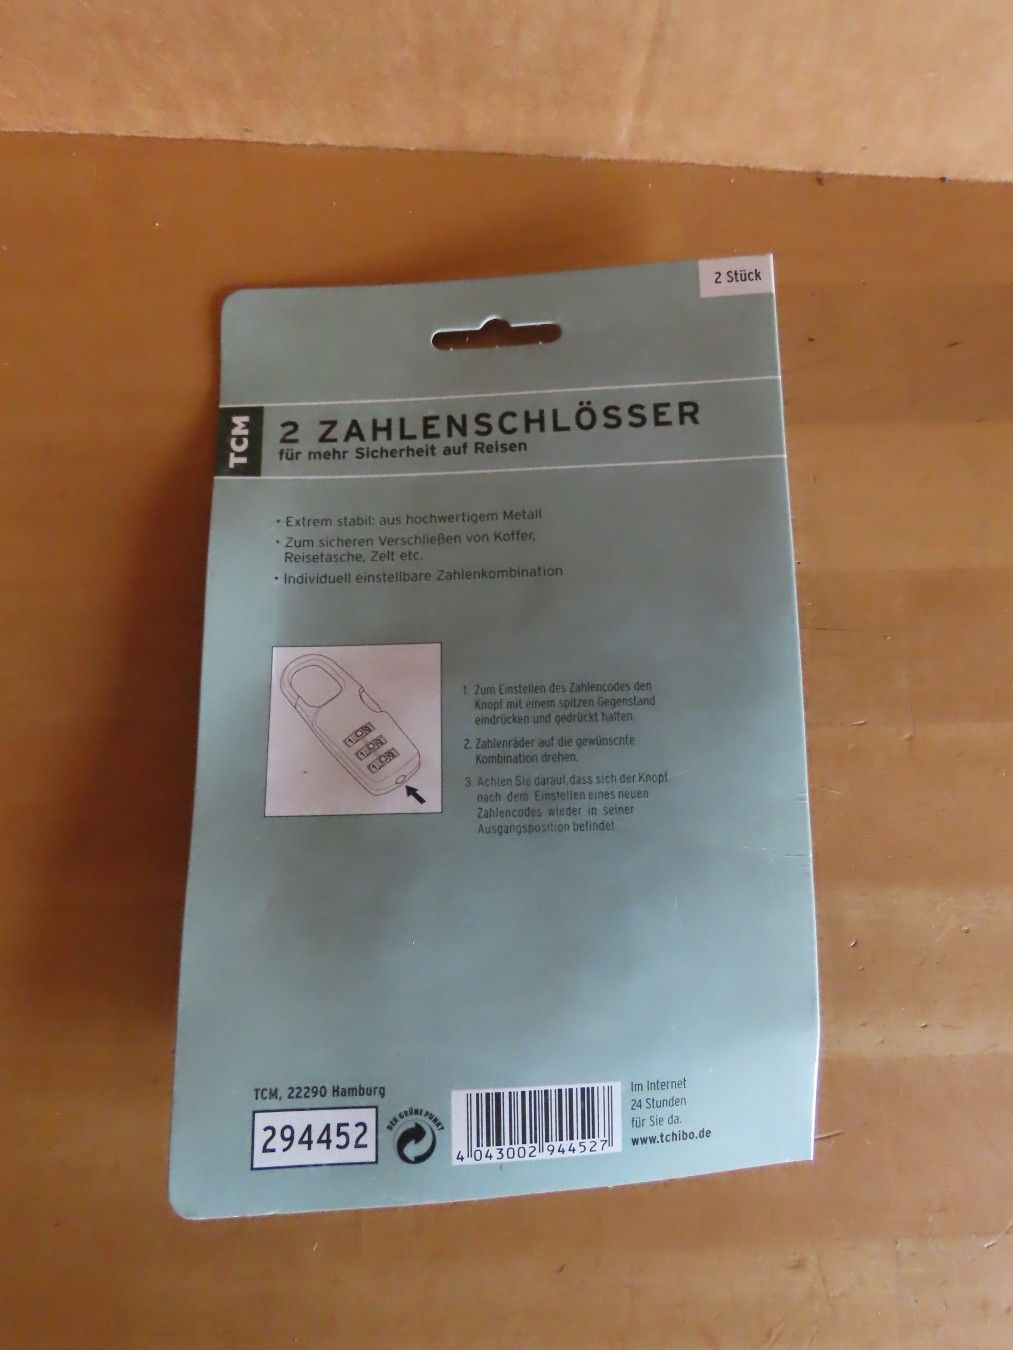 2 Stück
TCM
2 ZAHLENSCHLÖSSER
für mehr Sicherheit auf Reisen
• Extrem stabil: aus hochwertigem Metall
• Zum sicheren Verschließen von Koffer,
Reisetasche, Zelt etc.
• Individuell einstellbare Zahlenkombination
1. Zum Einstellen des Zahlencodes den
Knopf mit einem spitzen Gegenstand
eindrücken und gedrückt halten.
2. Zahlenräder auf die gewünschte
Kombination drehen.
3. Achten Sie darauf, dass sich der Knopf
nach dem Einstellen eines neuen
Zahlencodes wieder in seiner
Ausgangsposition befindet
TCM, 22290 Hamburg
294452
DER GRÜNE PUNKT
4 043002 944527
Im Internet
24 Stunden
für Sie da.
www.tchibo.de